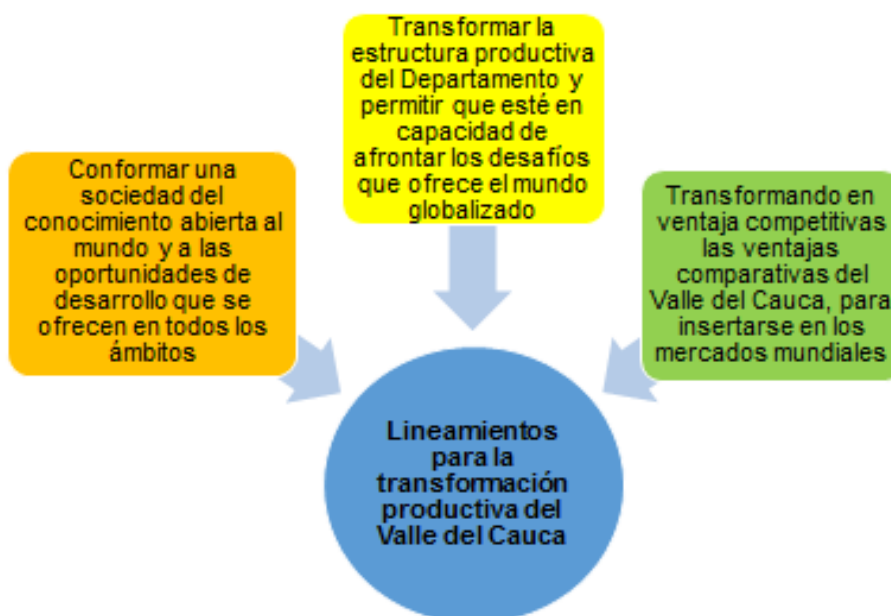 Transformar la
estructura productiva
del Departamento y
permitir que esté en
capacidad de
afrontar los desafíos
que ofrece el mundo
globalizado
Conformar una
sociedad del
conocimiento abierta al
mundo y a las
oportunidades de
desarrollo que se
ofrecen en todos los
ámbitos
Transformando en
ventaja competitivas
las ventajas
comparativas del
Valle del Cauca, para
insertarse en los
mercados mundiales
Lineamientos
para la
transformación
productiva del
Valle del Cauca